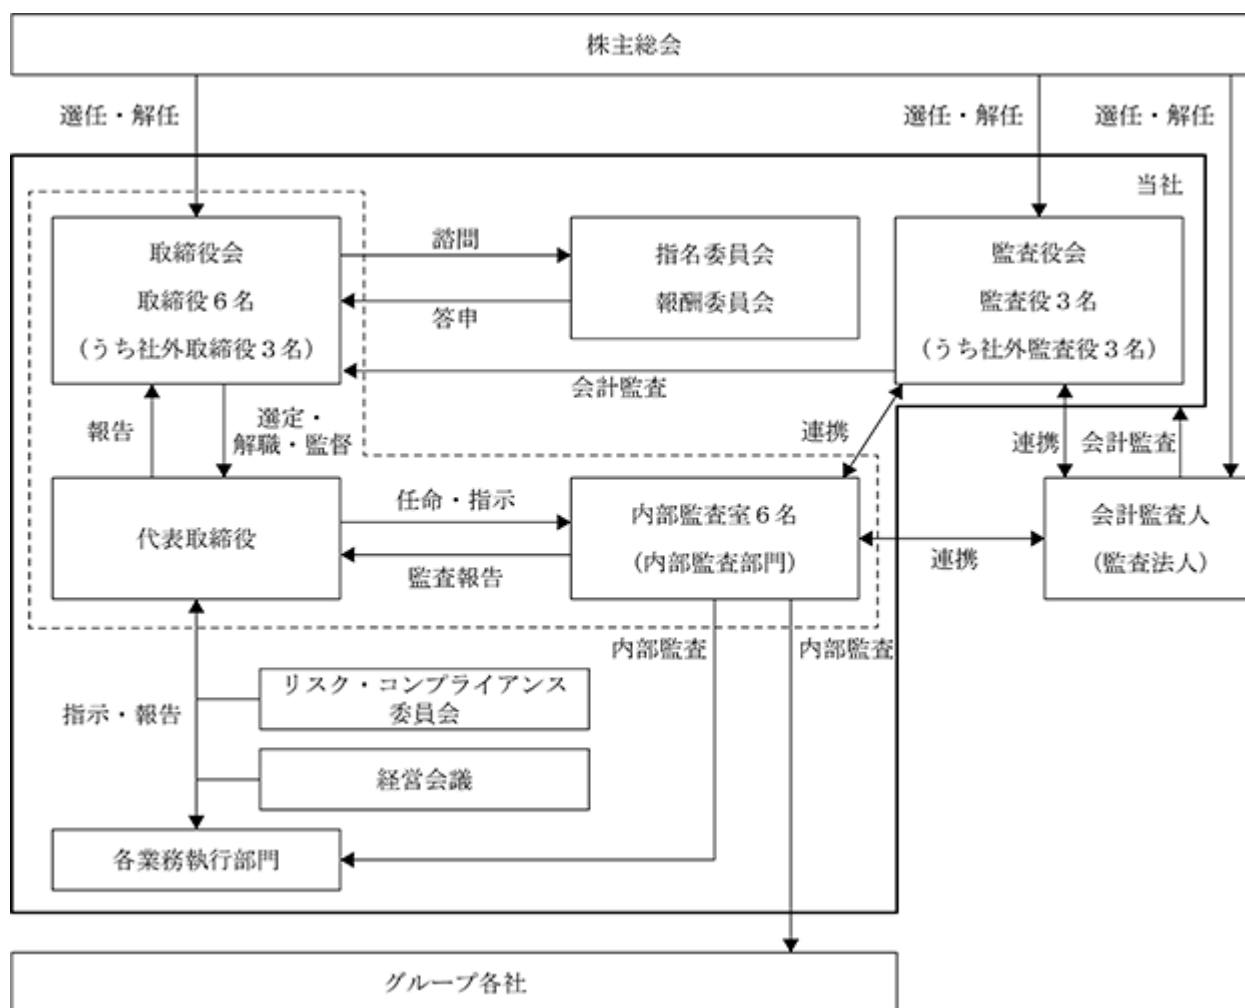 株主総会
選任・解任
選任・解任
選任・解任
当社
取締役会
取締役６名
（うち社外取締役３名）
諮問
答申
指名委員会
報酬委員会
監査役会
監査役３名
（うち社外監査役３名）
会計監査
報告
選定・
解職・監督
連携
連携
会計監査
代表取締役
任命・指示
監査報告
内部監査室６名
（内部監査部門）
連携
会計監査人
（監査法人）
内部監査
内部監査
指示・報告
リスク・コンプライアンス
委員会
経営会議
各業務執行部門
グループ各社